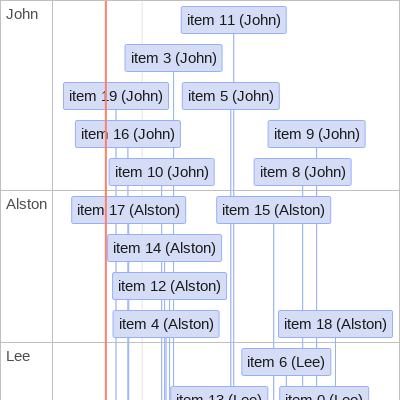 John
item 11 (John)
item 3 (John)
item 19 (John)
item 5 (John)
item 16 (John)
item 9 (John)
item 10 (John)
item 8 (John)
Alston
item 17 (Alston)
item 15 (Alston)
item 14 (Alston)
item 12 (Alston)
item 4 (Alston)
item 18 (Alston)
Lee
item 6 (Lee)
item 13 (Lee)
item 0 (Lee)